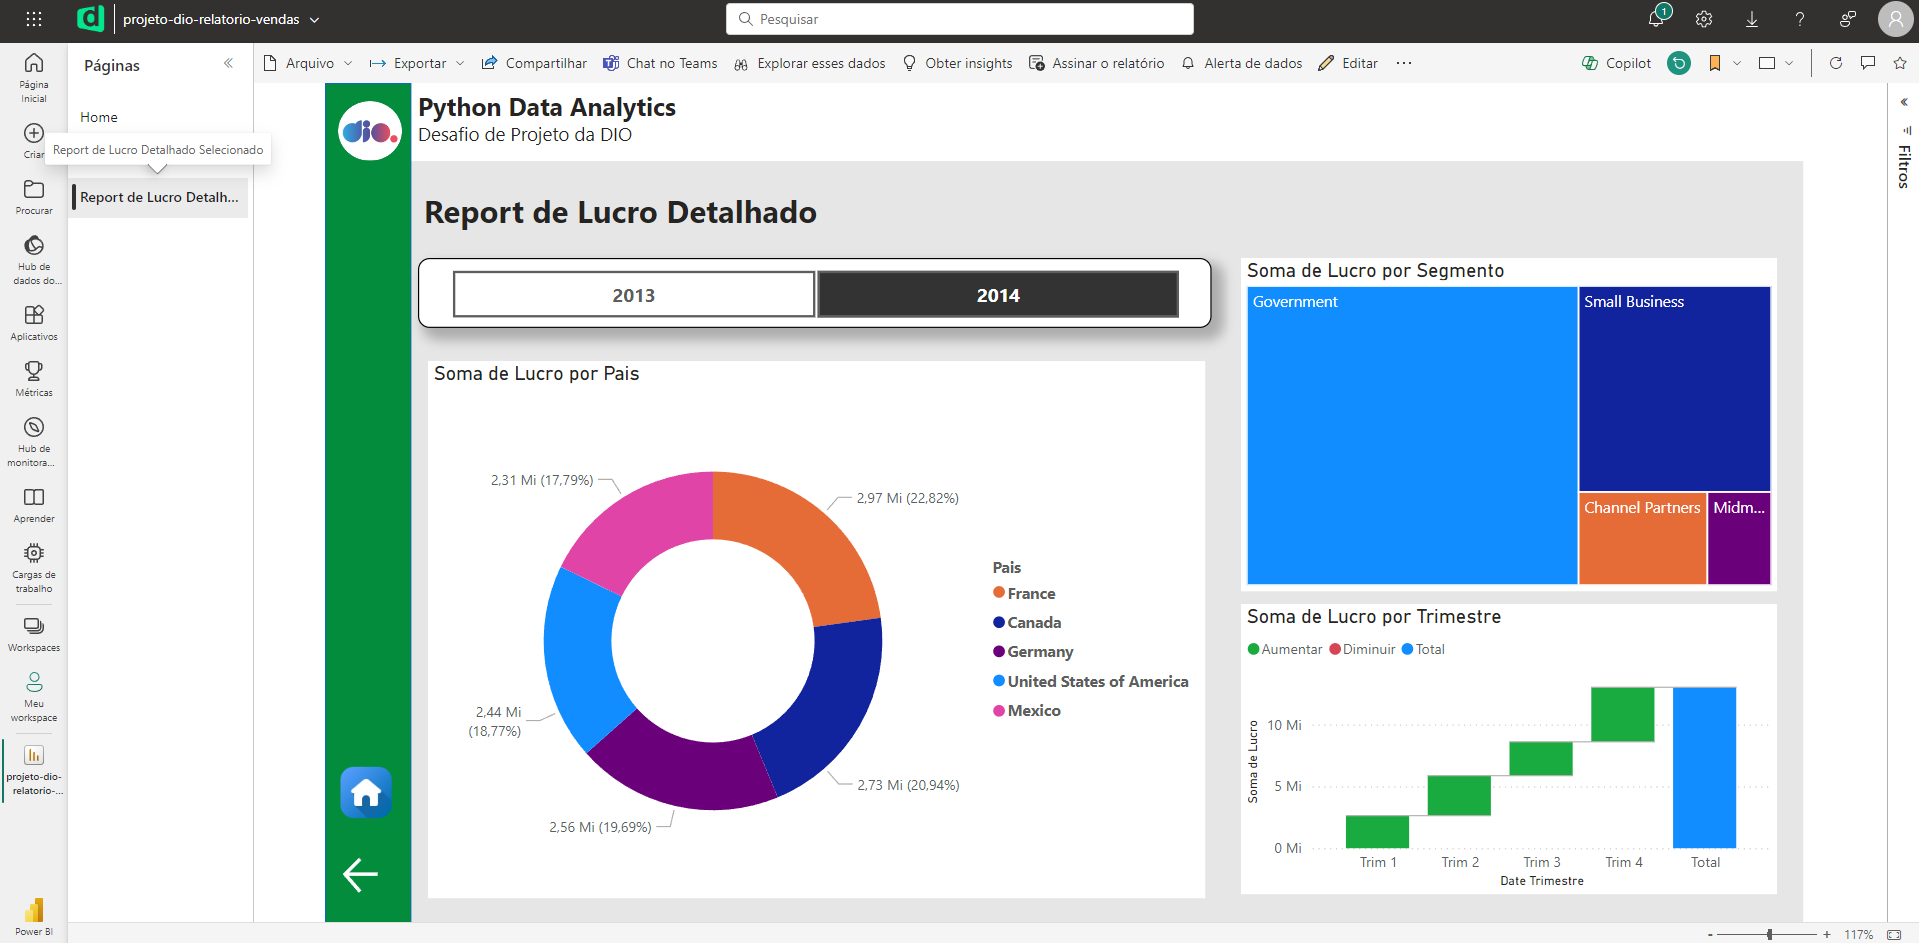 projeto-dio-relatorio-vendas
Pesquisar
1
Página
Inicial
Criar
Procurar
Hub de
dados do...
Aplicativos
Métricas
Hub de
monitora...
Aprender
Cargas de
trabalho
Workspaces
Meu
workspace
projeto-dio-
relatorio-...
Power BI
Páginas
Home
Report de Lucro Detalhado Selecionado
Report de Lucro Detalh...
Arquivo
Exportar
Compartilhar
Chat no Teams
Explorar esses dados
Obter insights
Assinar o relatório
Alerta de dados
Editar
...
Copilot
Filtros
dio.
Python Data Analytics
Desafio de Projeto da DIO
Report de Lucro Detalhado
2013
2014
Soma de Lucro por Pais
2,31 Mi (17,79%)
2,97 Mi (22,82%)
2,44 Mi
(18,77%)
2,73 Mi (20,94%)
2,56 Mi (19,69%)
Pais
France
Canada
Germany
United States of America
Mexico
Soma de Lucro por Segmento
Government
Small Business
Channel Partners
Midm...
Soma de Lucro por Trimestre
Aumentar
Diminuir
Total
Soma de Lucro
10 Mi
5 Mi
0 Mi
Trim 1
Trim 2
Trim 3
Trim 4
Total
Date Trimestre
- + 117%